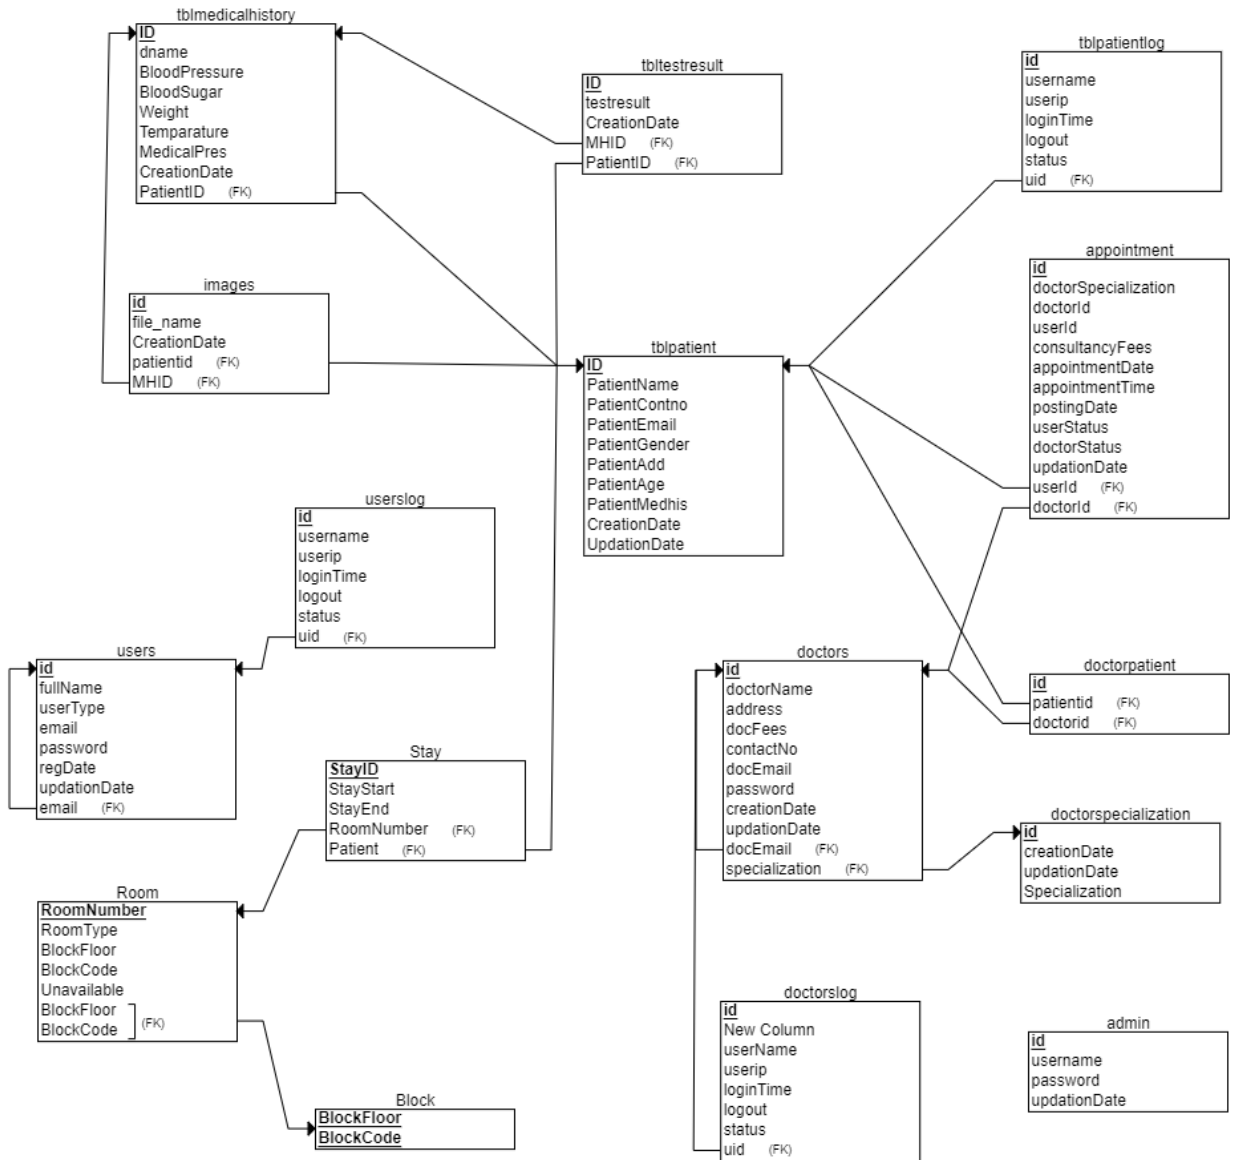 tblmedicalhistory
ID
dname
BloodPressure
BloodSugar
Weight
Temparature
MedicalPres
CreationDate
PatientID (FK)
tbltestresult
ID
testresult
CreationDate
MHID (FK)
PatientID (FK)
tblpatientlog
id
username
userip
loginTime
logout
status
uid (FK)
images
id
file_name
CreationDate
patientid (FK)
MHID (FK)
tblpatient
ID
PatientName
PatientContno
PatientEmail
PatientGender
PatientAdd
PatientAge
PatientMedhis
CreationDate
UpdationDate
appointment
id
doctorSpecialization
doctorId
userId
consultancyFees
appointmentDate
appointmentTime
postingDate
userStatus
doctorStatus
updationDate
userId (FK)
doctorId (FK)
userslog
id
username
userip
loginTime
logout
status
uid (FK)
users
id
fullName
userType
email
password
regDate
updationDate
email (FK)
doctors
id
doctorName
address
docFees
contactNo
docEmail
password
creationDate
updationDate
docEmail (FK)
specialization (FK)
doctorpatient
id
patientid (FK)
doctorid (FK)
Stay
StayID
StayStart
StayEnd
RoomNumber (FK)
Patient (FK)
doctorspecialization
id
creationDate
updationDate
Specialization
Room
RoomNumber
RoomType
BlockFloor
BlockCode
Unavailable
BlockFloor
BlockCode (FK)
doctorslog
id
New Column
userName
userip
loginTime
logout
status
uid (FK)
admin
id
username
password
updationDate
Block
BlockFloor
BlockCode